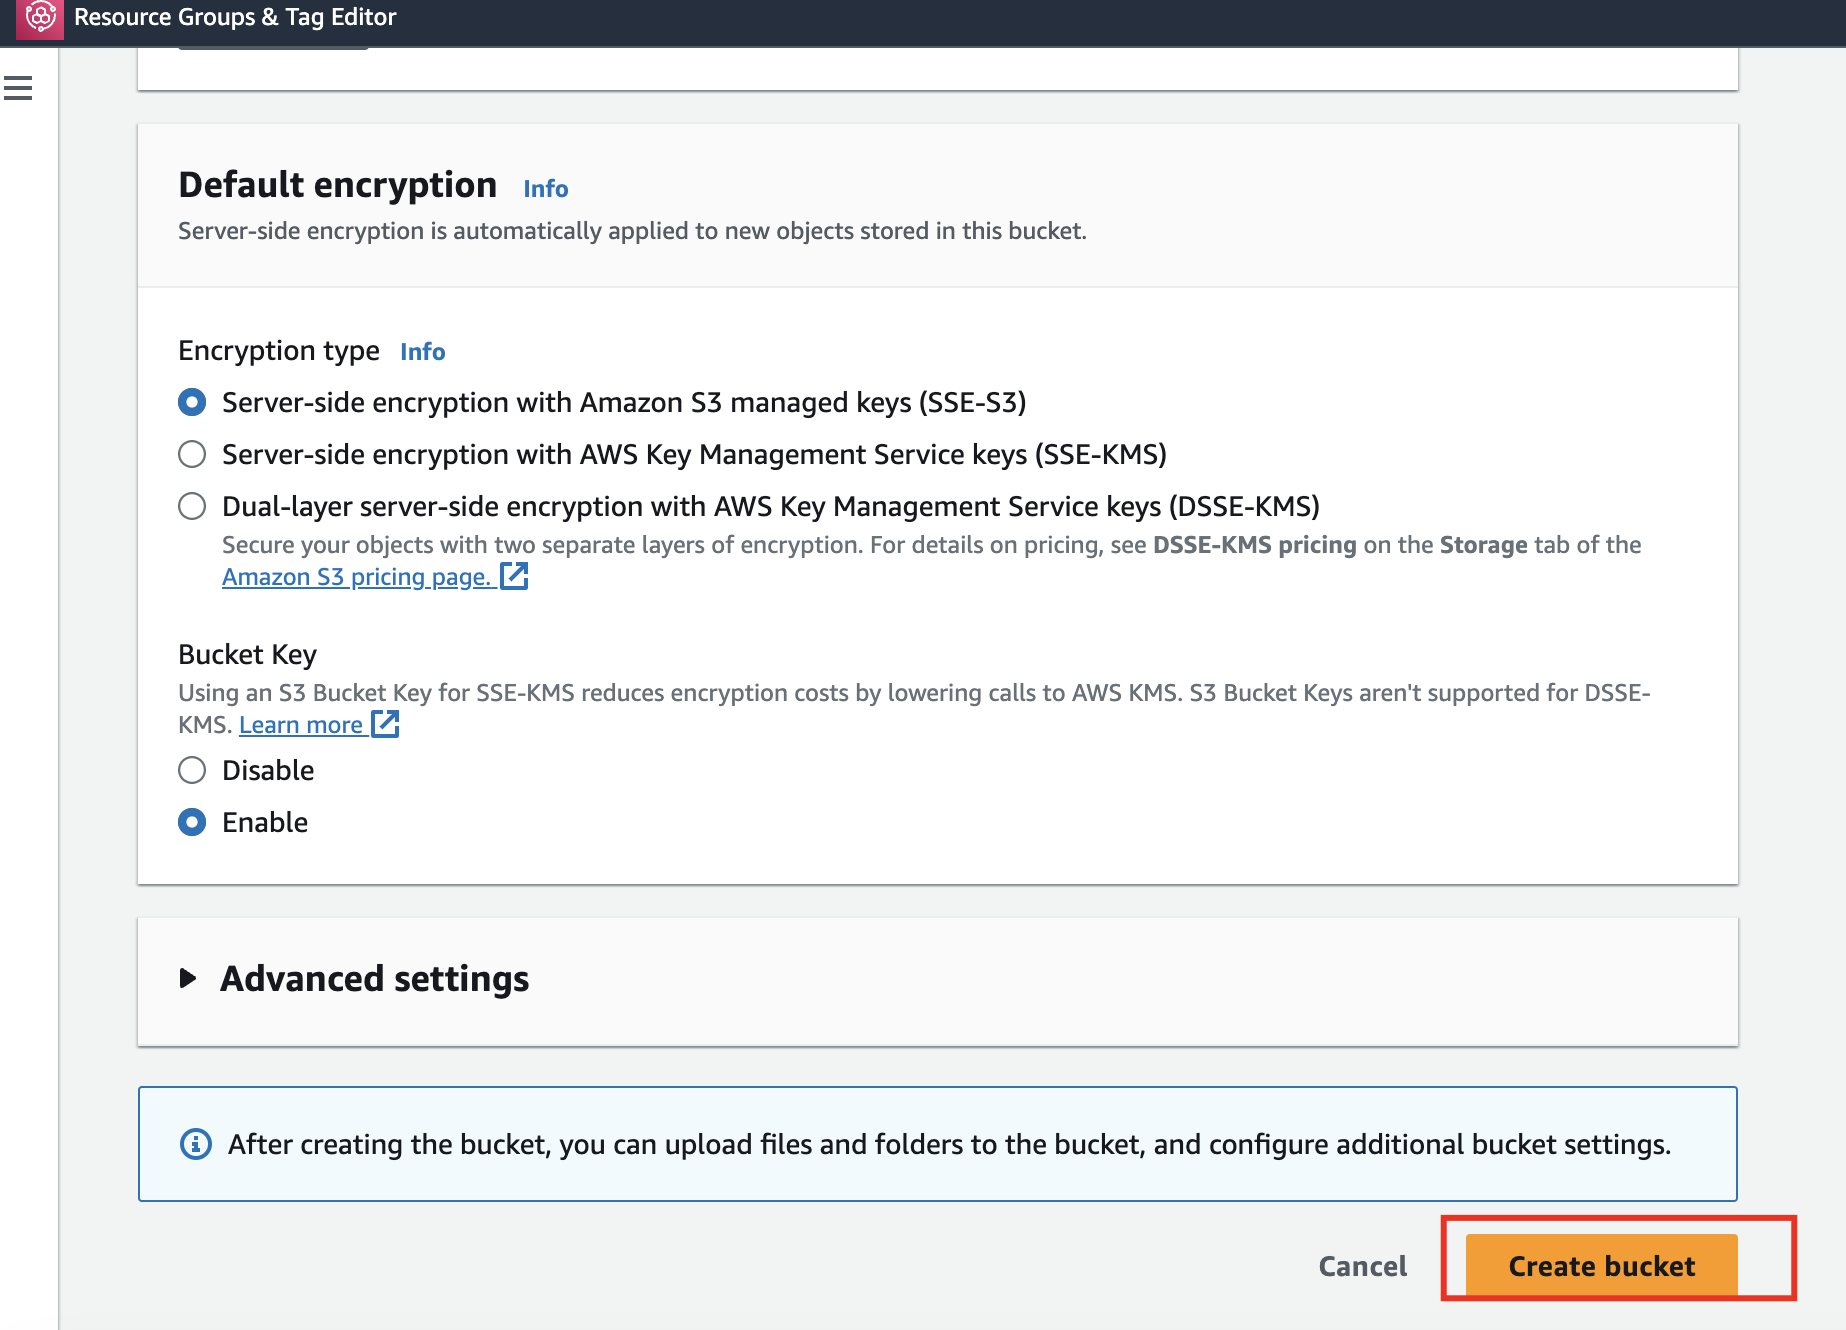 Resource Groups & Tag Editor
Default encryption Info
Server-side encryption is automatically applied to new objects stored in this bucket.
Encryption type Info
Server-side encryption with Amazon S3 managed keys (SSE-S3)
Server-side encryption with AWS Key Management Service keys (SSE-KMS)
Dual-layer server-side encryption with AWS Key Management Service keys (DSSE-KMS)
Secure your objects with two separate layers of encryption. For details on pricing, see DSSE-KMS pricing on the Storage tab of the
Amazon S3 pricing page.
Bucket Key
Using an S3 Bucket Key for SSE-KMS reduces encryption costs by lowering calls to AWS KMS. S3 Bucket Keys aren't supported for DSSE-
KMS. Learn more
Disable
Enable
Advanced settings
After creating the bucket, you can upload files and folders to the bucket, and configure additional bucket settings.
Cancel Create bucket